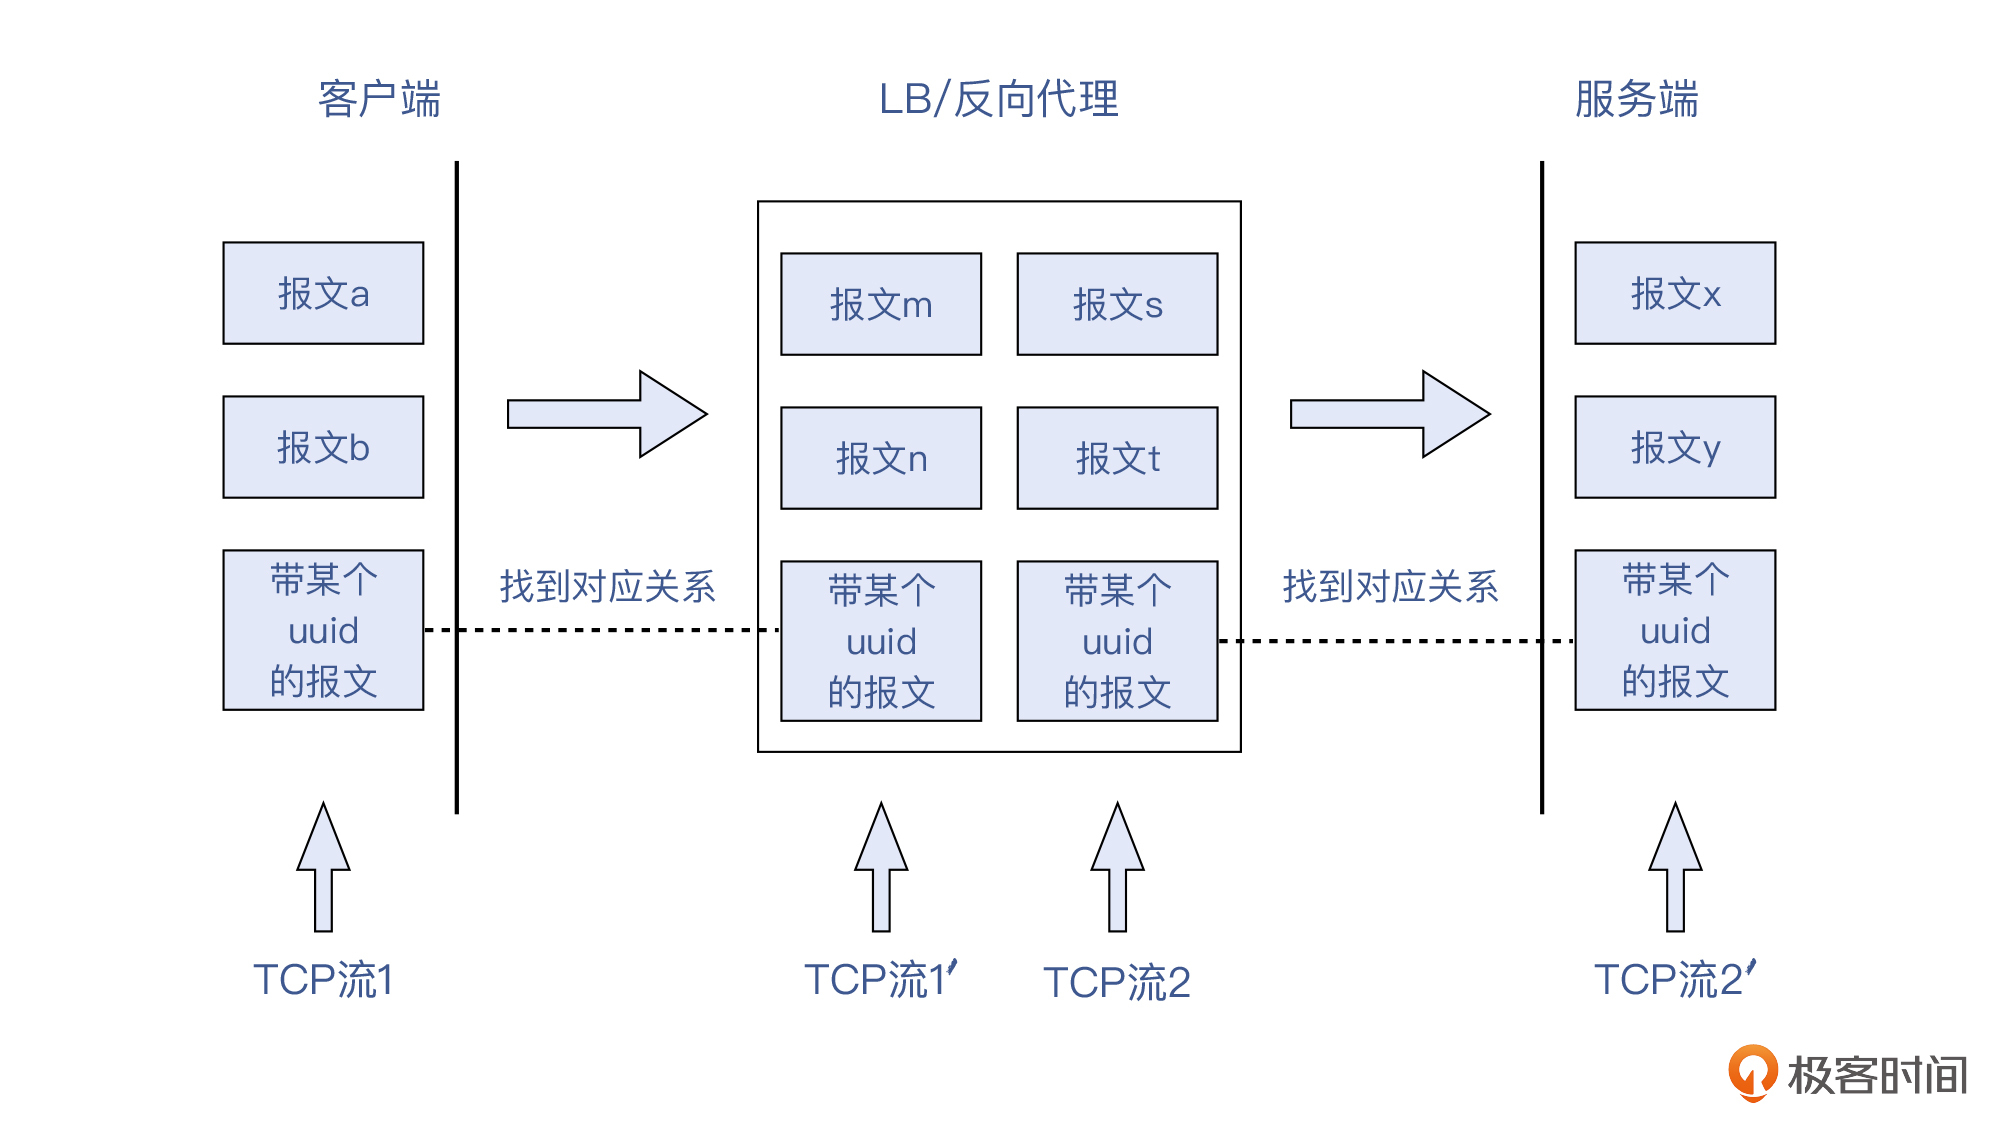 客户端
LB/反向代理
服务端
报文a
报文m
报文s
报文x
报文b
报文n
报文t
报文y
找到对应关系
找到对应关系
带某个
uuid
的报文
带某个
uuid
的报文
带某个
uuid
的报文
带某个
uuid
的报文
TCP流1
TCP流1′
TCP流2
TCP流2′
极客时间